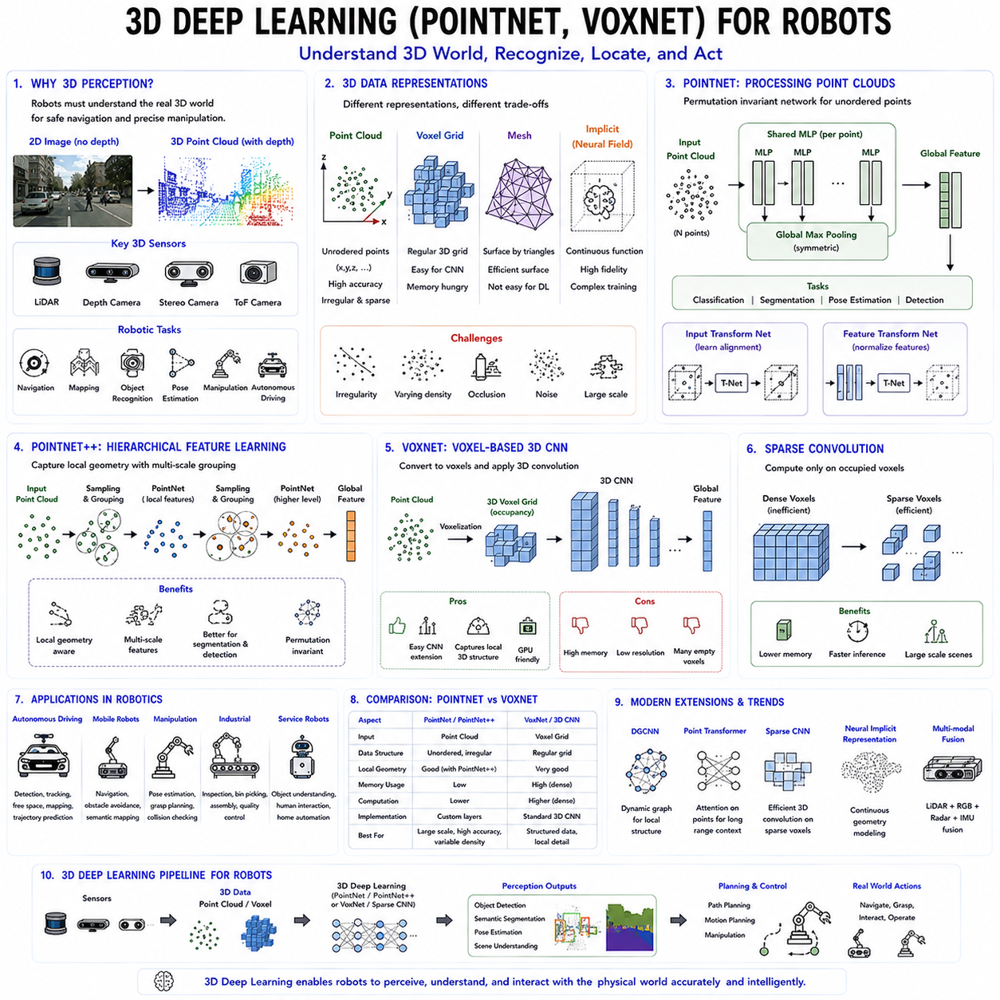 3D DEEP LEARNING (POINTNET, VOXNET) FOR ROBOTS
Understand 3D World, Recognize, Locate, and Act
1. WHY 3D PERCEPTION?
Robots must understand the real 3D world
for safe navigation and precise manipulation.
2D Image (no depth)
3D Point Cloud (with depth)
Key 3D Sensors
LiDAR
Depth Camera
Stereo Camera
ToF Camera
Robotic Tasks
Navigation
Mapping
Object
Recognition
Pose
Estimation
Manipulation
Autonomous
Driving
2. 3D DATA REPRESENTATIONS
Different representations, different trade-offs
Point Cloud
z
y
x
Unrodered points
(x,y,z, ...)
High accuracy
Irregular & sparse
Voxel Grid
Regular 3D grid
Easy for CNN
Memory hungry
Mesh
Surface by triangles
Efficient surface
Not easy for DL
Implicit
(Neural Field)
Continuous function
High fidelity
Complex training
Challenges
Irregularity
Varying density
Occlusion
Noise
Large scale
3. POINTNET: PROCESSING POINT CLOUDS
Permutation invariant network for unordered points
Input
Point Cloud
(N points)
Shared MLP (per point)
MLP
MLP
MLP
...
Global Max Pooling
(symmetric)
Global Feature
Tasks
Classification | Segmentation | Pose Estimation | Detection
Input Transform Net
(learn alignment)
T-Net
Feature Transform Net
(normalize features)
T-Net
4. POINTNET++: HIERARCHICAL FEATURE LEARNING
Capture local geometry with multi-scale grouping
Input
Point Cloud
Sampling
& Grouping
PointNet
( local features)
Sampling
& Grouping
PointNet
(higher level)
Global
Feature
Benefits
Local geometry
aware
Multi-scale
features
Better for
segmentation &
detection
Permutation
invariant
5. VOXNET: VOXEL-BASED 3D CNN
Convert to voxels and apply 3D convolution
Point Cloud
Voxelization
3D Voxel Grid
(occupancy)
3D CNN
...
Global
Feature
Pros
Easy CNN
extension
Captures local
3D structure
GPU
friendly
Cons
High memory
Low resolution
Many empty
voxels
6. SPARSE CONVOLUTION
Compute only on occupied voxels
Dense Voxels
(inefficient)
Sparse Voxels
(efficient)
...
...
Benefits
Lower memory
Faster inference
Large scale scenes
7. APPLICATIONS IN ROBOTICS
Autonomous Driving
Detection, tracking,
free space, mapping,
trajectory prediction
Mobile Robots
Navigation,
obstacle avoidance,
semantic mapping
Manipulation
Pose estimation,
grasp planning,
collision checking
Industrial
Inspection, bin picking,
assembly, quality
control
Service Robots
Object understanding,
human interaction,
home automation
8. COMPARISON: POINTNET vs VOXNET
Aspect PointNet / PointNet++ VoxNet / 3D CNN
Input Point Cloud Voxel Grid
Data Structure Unordered, irregular Regular grid
Local Geometry Good (with PointNet++) Very good
Memory Usage Low High (dense)
Computation Lower Higher (dense)
Implementation Custom layers Standard 3D CNN
Best For Large scale, high accuracy, variable density Structured data, local detail
9. MODERN EXTENSIONS & TRENDS
DGCNN
Dynamic graph
for local
structure
Point Transformer
Attention on
points for long
range context
Sparse CNN
Efficient 3D
convolution on
sparse voxels
Neural Implicit
Representation
Continuous
geometry
modeling
Multi-modal
Fusion
LiDAR + RGB +
Radar + IMU
fusion
10. 3D DEEP LEARNING PIPELINE FOR ROBOTS
Sensors
...
3D Data
Point Cloud / Voxel
3D Deep Learning
(PointNet / PointNet++
or VoxNet / Sparse CNN)
...
Perception Outputs
Object Detection
Semantic Segmentation
Pose Estimation
Scene Understanding
Planning & Control
Path Planning
Motion Planning
Manipulation
Real World Actions
Navigate, Grasp,
Interact, Operate
3D Deep Learning enables robots to perceive, understand, and interact with the physical world accurately and intelligently.